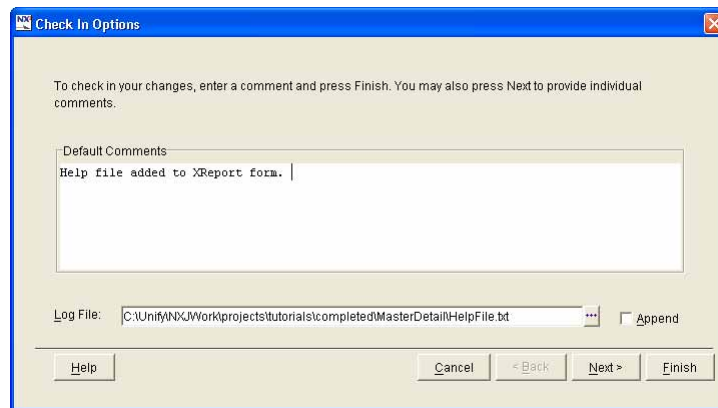 NXJ Check In Options
To check in your changes, enter a comment and press Finish. You may also press Next to provide individual
comments.
Default Comments
Help file added to XReport form.
Log File: C:\Unify\NXJWork\projects\tutorials\completed\MasterDetail\HelpFile.txt ... Append
Help Cancel < Back Next > Finish